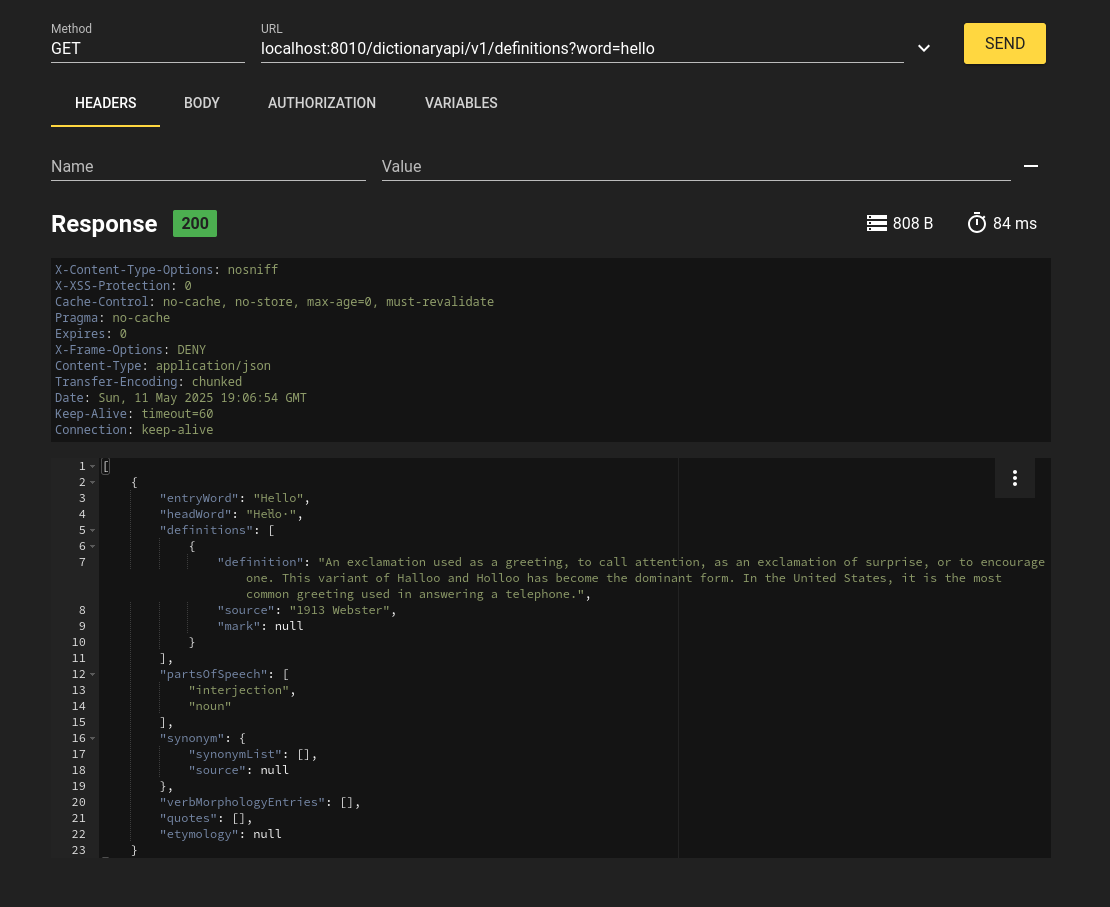 Method
GET
URL
localhost:8010/dictionaryapi/v1/definitions?word=hello
SEND
HEADERS BODY AUTHORIZATION VARIABLES
Name Value
Response 200 808 B 84 ms
X-Content-Type-Options: nosniff
X-XSS-Protection: 0
Cache-Control: no-cache, no-store, max-age=0, must-revalidate
Pragma: no-cache
Expires: 0
X-Frame-Options: DENY
Content-Type: application/json
Transfer-Encoding: chunked
Date: Sun, 11 May 2025 19:06:54 GMT
Keep-Alive: timeout=60
Connection: keep-alive
1 [
2 {
3 "entryWord": "Hello",
4 "headWord":
5 "definitions": [
6 {
7 "definition": "An exclamation used as a greeting, to call attention, as an exclamation of surprise, or to encourage
one. This variant of Halloo and Holloo has become the dominant form. In the United States, it is the most
common greeting used in answering a telephone.",
8 "source": "1913 Webster",
9 "mark": null
10 }
11 ],
12 "partsOfSpeech": [
13 "interjection",
14 "noun"
15 ],
16 "synonym": {
17 "synonymList": [],
18 "source": null
19 },
20 "verbMorphologyEntries": [],
21 "quotes": [],
22 "etymology": null
23 }